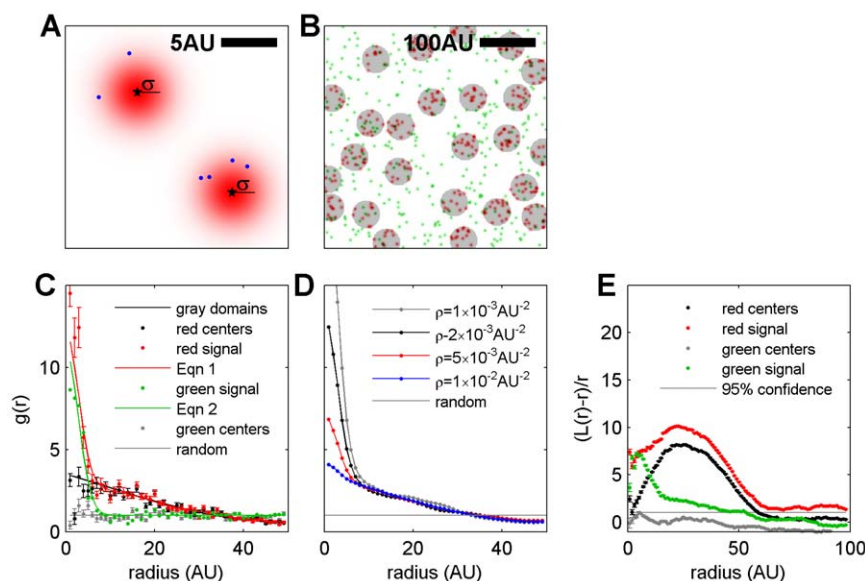 A
5AU
σ
σ
B
100AU
C
gray domains
red centers
red signal
Eqn 1
green signal
Eqn 2
green centers
random
g(r)
10
5
0
0
20
40
radius (AU)
D
ρ=1×10⁻³AU⁻²
ρ-2×10⁻³AU⁻²
ρ=5×10⁻³AU⁻²
ρ=1×10⁻²AU⁻²
random
0
20
40
radius (AU)
E
red centers
red signal
green centers
green signal
95% confidence
(L(r)-r)/r
20
15
10
5
0
0
50
100
radius (AU)